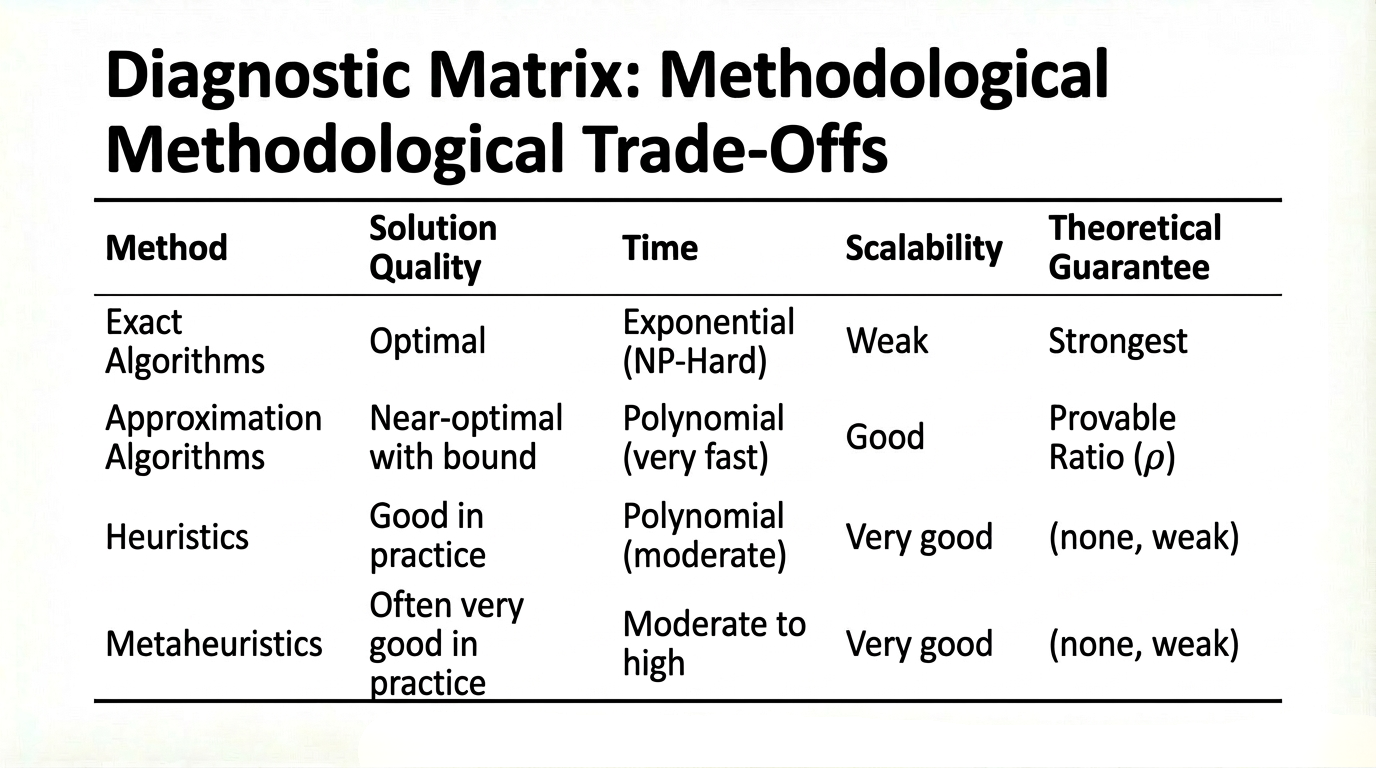 Diagnostic Matrix: Methodological
Methodological Trade-Offs
Method
Solution
Quality
Time
Scalability
Theoretical
Guarantee
Exact
Algorithms
Optimal
Exponential
(NP-Hard)
Weak
Strongest
Approximation
Algorithms
Near-optimal
with bound
Polynomial
(very fast)
Good
Provable
Ratio (ρ)
Heuristics
Good in
practice
Polynomial
(moderate)
Very good
(none, weak)
Metaheuristics
Often very
good in
practice
Moderate to
high
Very good
(none, weak)